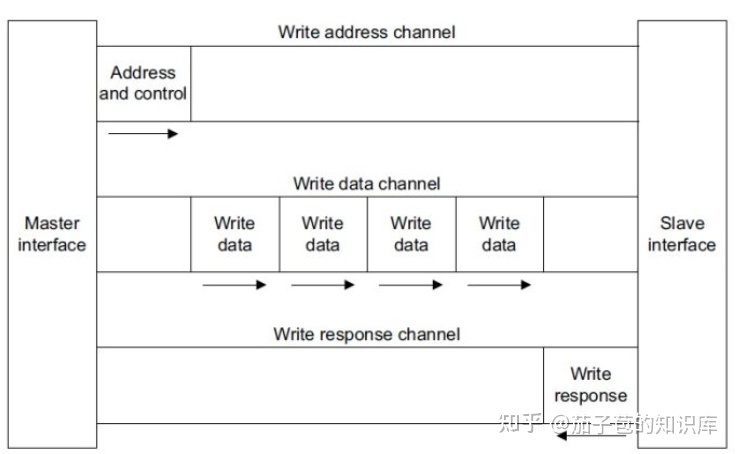 Write address channel
Address
and control
Write data channel
Master
interface
Write
data
Write
data
Write
data
Write
data
Slave
interface
Write response channel
Write
response
知乎 @茄子苞的知识库